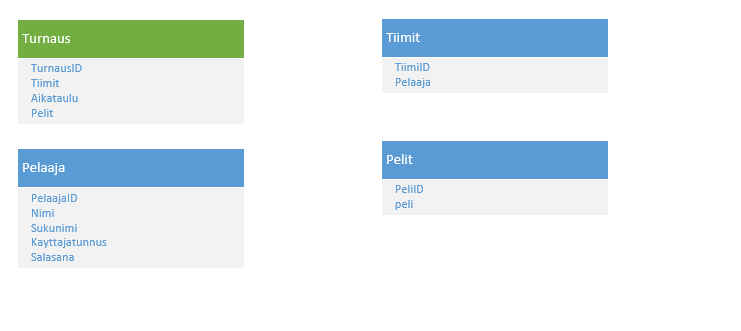 Turnaus
TurnausID
Tiimit
Aikataulu
Pelit
Pelaaja
PelaajaID
Nimi
Sukunimi
Kayttajatunnus
Salasana
Tiimit
TiimiID
Pelaaja
Pelit
PeliID
peli